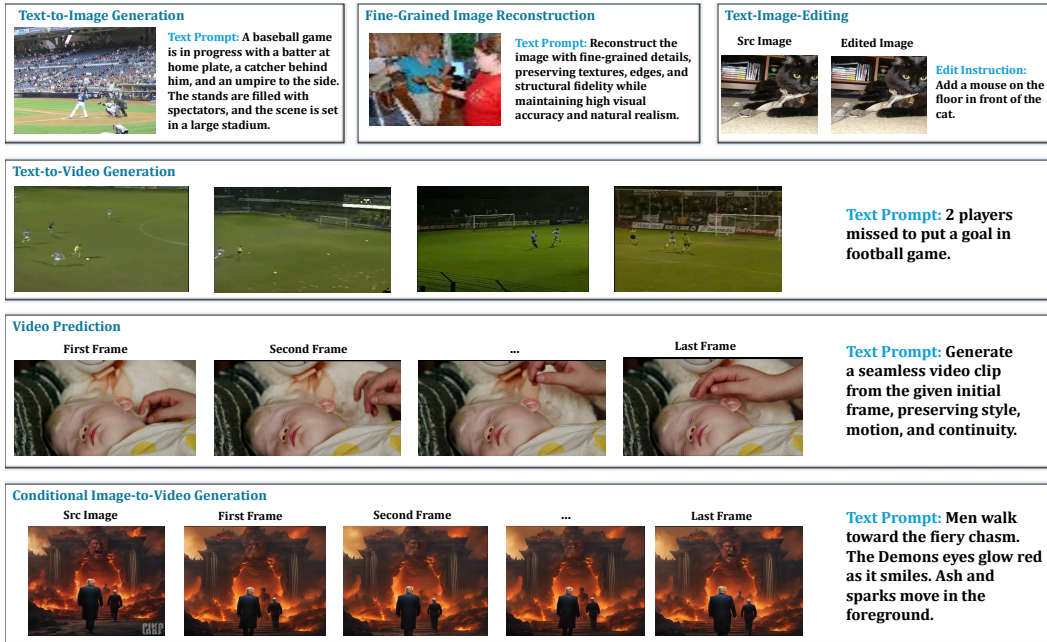 Text-to-Image Generation
Text Prompt: A baseball game
is in progress with a batter at
home plate, a catcher behind
him, and an umpire to the side.
The stands are filled with
spectators, and the scene is set
in a large stadium.
Fine-Grained Image Reconstruction
Text Prompt: Reconstruct the
image with fine-grained details,
preserving textures, edges, and
structural fidelity while
maintaining high visual
accuracy and natural realism.
Text-Image-Editing
Src Image
Edited Image
Edit Instruction:
Add a mouse on the
floor in front of the
cat.
Text-to-Video Generation
Text Prompt: 2 players
missed to put a goal in
football game.
Video Prediction
First Frame
Second Frame
...
Last Frame
Text Prompt: Generate
a seamless video clip
from the given initial
frame, preserving style,
motion, and continuity.
Conditional Image-to-Video Generation
Src Image
First Frame
Second Frame
...
Last Frame
PIKA
LABS
Text Prompt: Men walk
toward the fiery chasm.
The Demons eyes glow red
as it smiles. Ash and
sparks move in the
foreground.